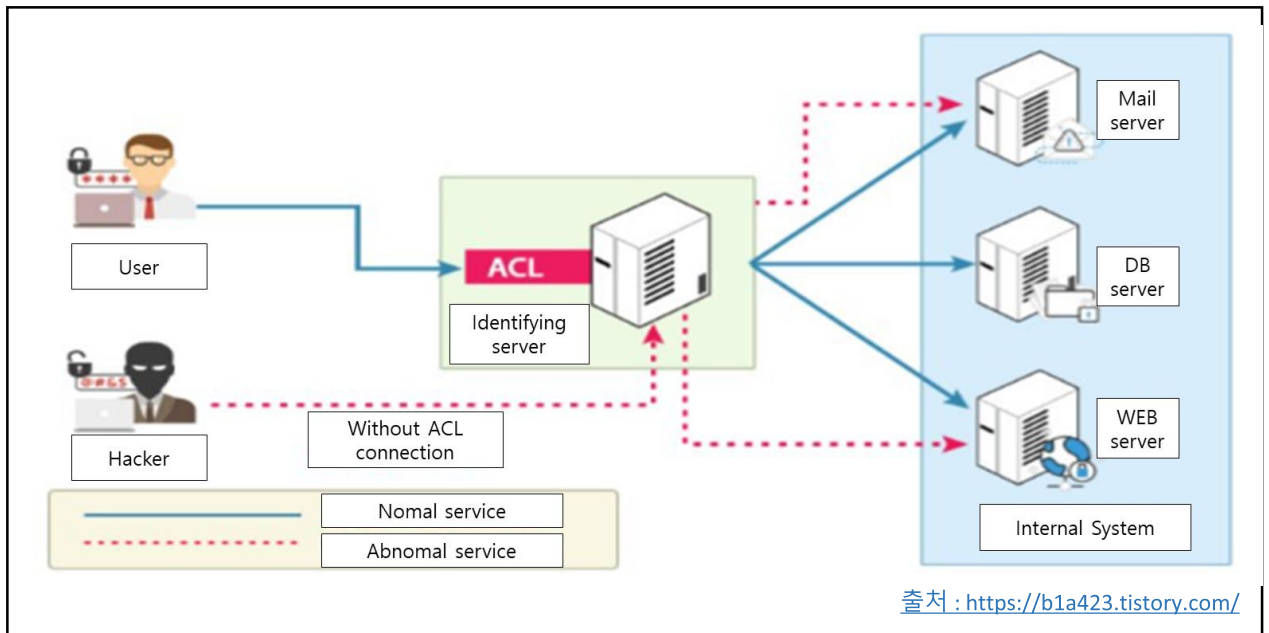 Mail
server
****
ACL
DB
server
User
Identifying
server
@#&$
Without ACL
connection
WEB
server
Hacker
Nomal service
Internal System
Abnomal service
출처 : https://b1a423.tistory.com/